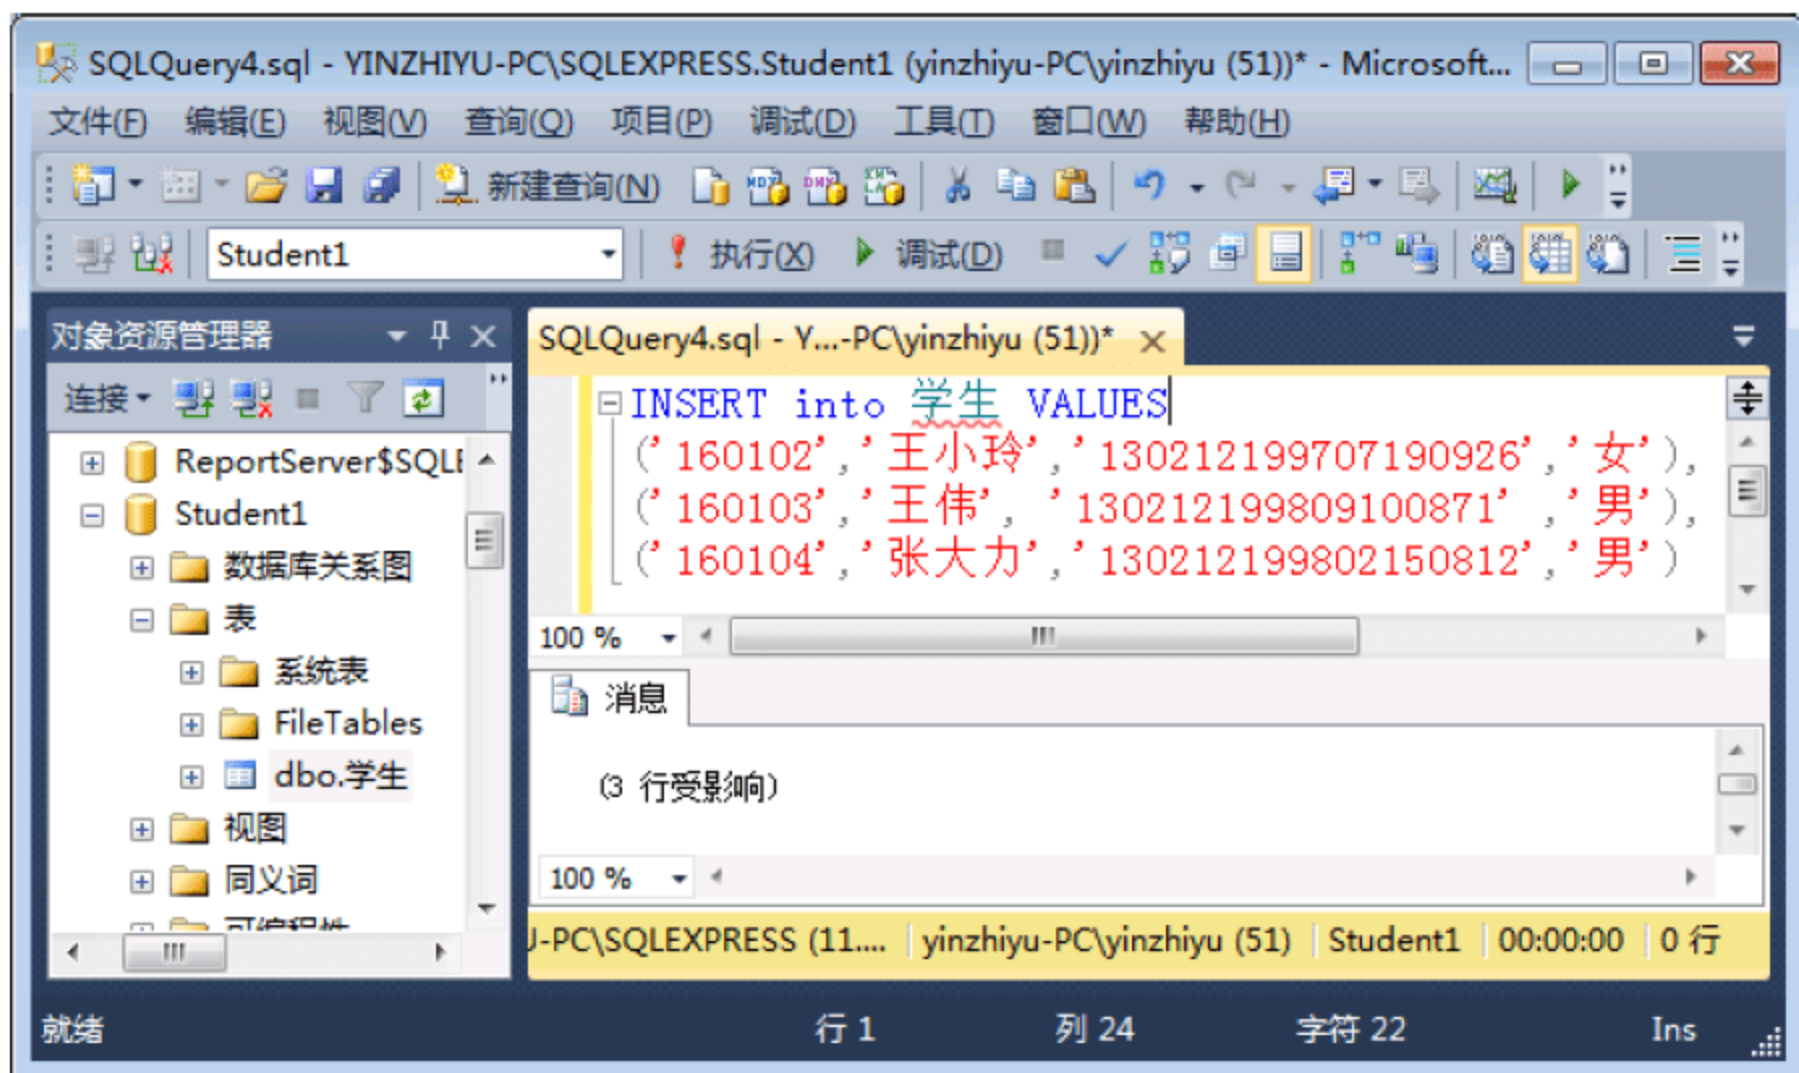 SQLQuery4.sql - YINZHIYU-PC\SQLEXPRESS.Student1 (yinzhiyu-PC\yinzhiyu (51))* - Microsoft...
文件(F) 编辑(E) 视图(V) 查询(Q) 项目(P) 调试(D) 工具(T) 窗口(W) 帮助(H)
新建查询(N)
Student1 执行(X) 调试(D)
对象资源管理器
连接
ReportServer$SQLE
Student1
数据库关系图
表
系统表
FileTables
dbo.学生
视图
同义词
可编程性
SQLQuery4.sql - Y...-PC\yinzhiyu (51))*
INSERT into 学生 VALUES
('160102','王小玲','130212199707190926','女'),
('160103','王伟', '130212199809100871' ,'男'),
('160104','张大力','130212199802150812','男')
100 %
消息
(3 行受影响)
100 %
J-PC\SQLEXPRESS (11.... yinzhiyu-PC\yinzhiyu (51) Student1 00:00:00 0 行
就绪 行 1 列 24 字符 22 Ins